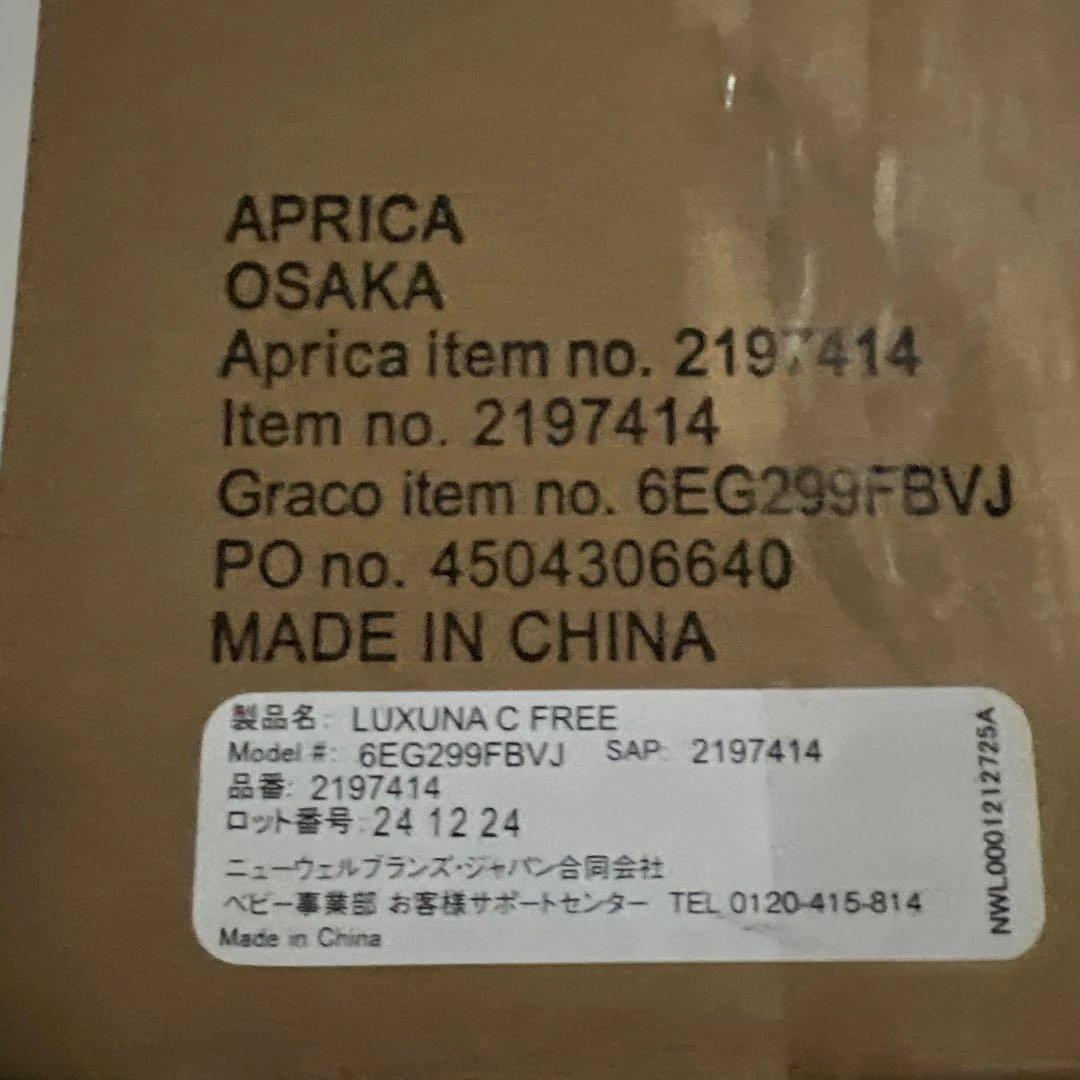 APRICA
OSAKA
Aprica item no. 2197414
Item no. 2197414
Graco item no. 6EG299FBVJ
PO no. 4504306640
MADE IN CHINA
製品名: LUXUNA C FREE
Model #: 6EG299FBVJ SAP: 2197414
品番: 2197414
ロット番号: 24 12 24
ニューウェルブランズ・ジャパン合同会社
ベビー事業部 お客様サポートセンター TEL 0120-415-814
Made in China
NWL0001212725A